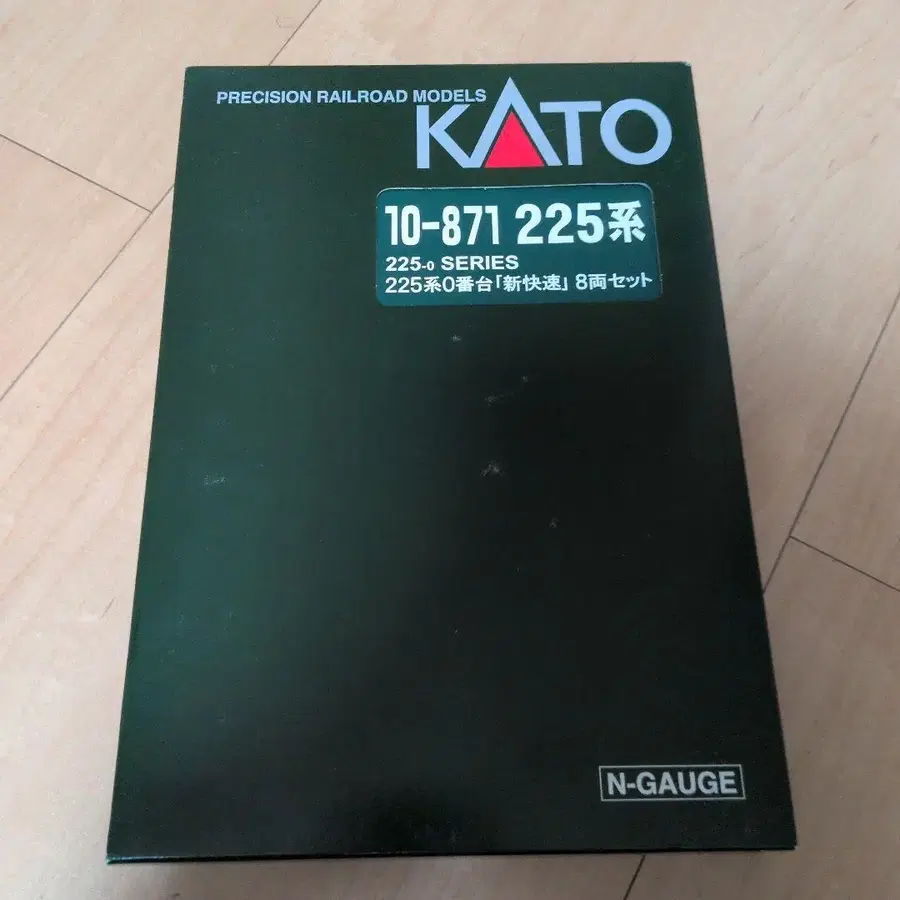 PRECISION RAILROAD MODELS
KATO
10-871 225系
225-0 SERIES
225系0番台「新快速」8両セット
N-GAUGE